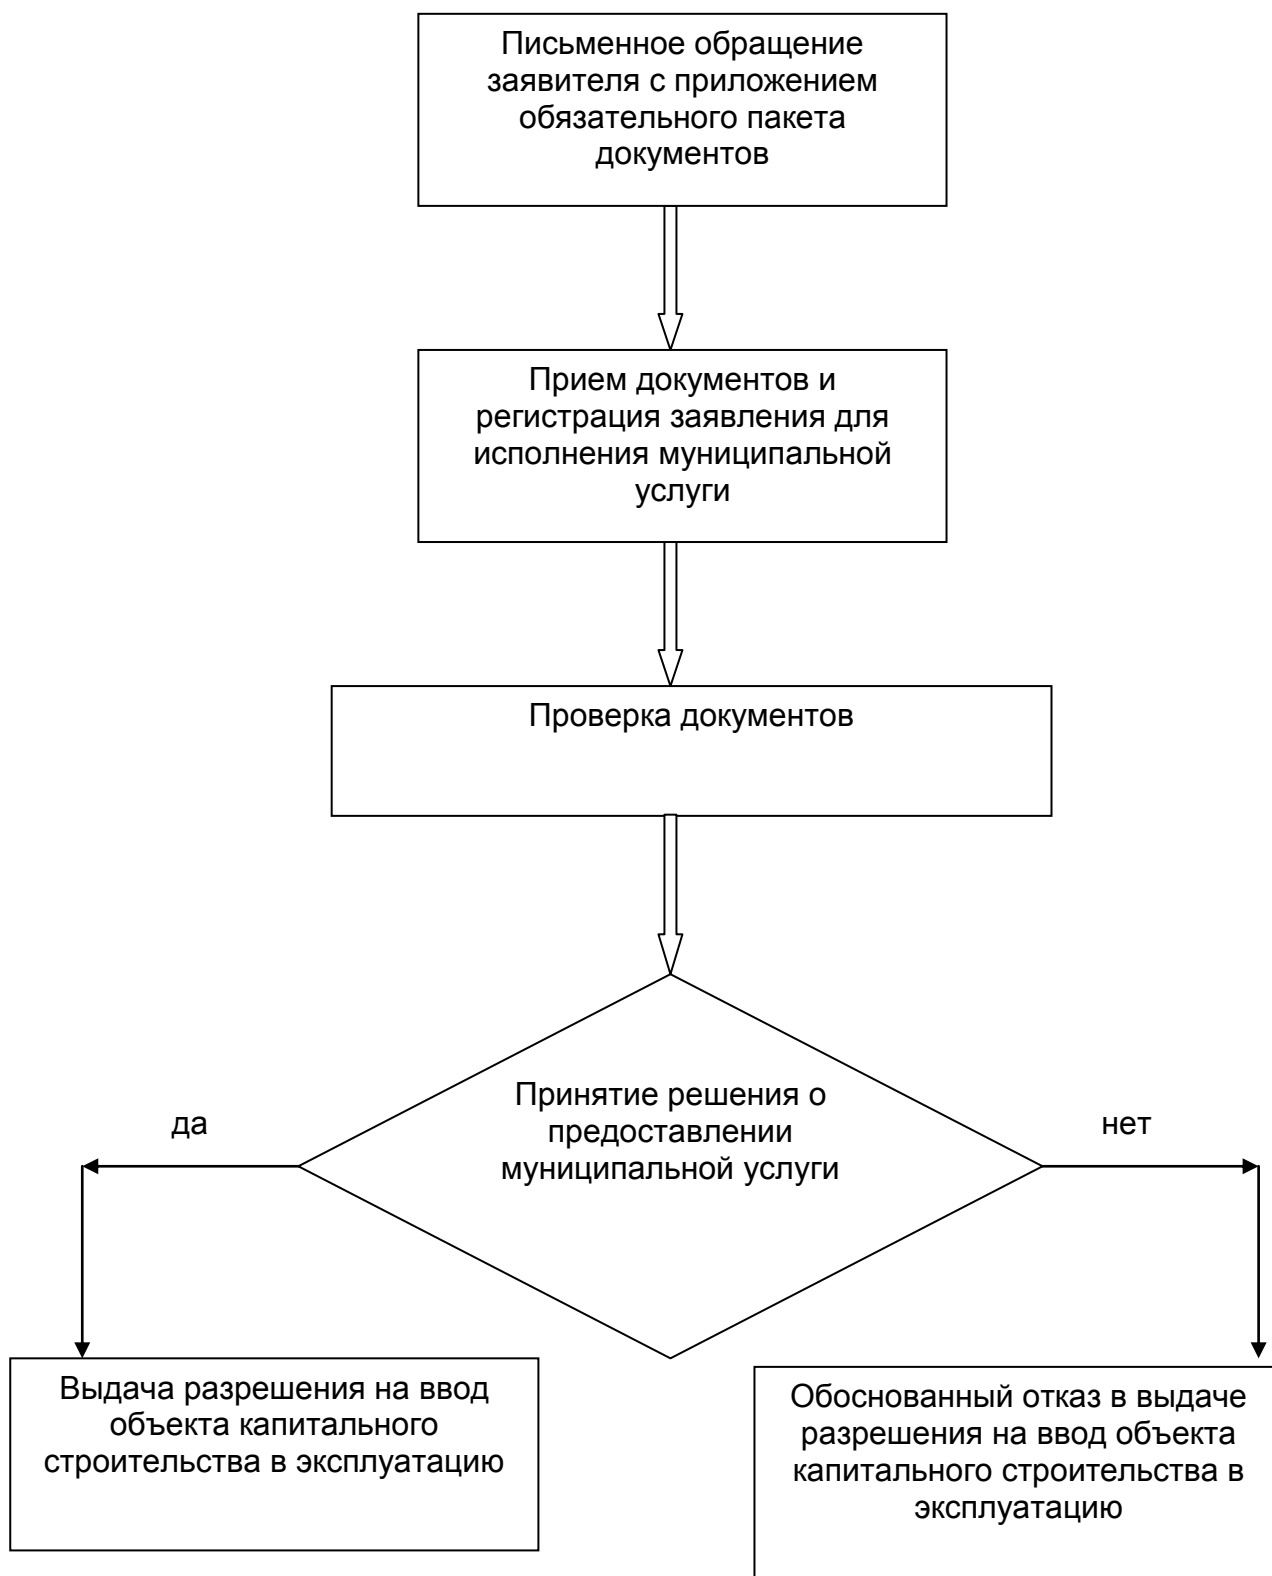 Письменное обращение
заявителя с приложением
обязательного пакета
документов
Прием документов и
регистрация заявления для
исполнения муниципальной
услуги
Проверка документов
Принятие решения о
предоставлении
муниципальной услуги
да
нет
Выдача разрешения на ввод
объекта капитального
строительства в эксплуатацию
Обоснованный отказ в выдаче
разрешения на ввод объекта
капитального строительства в
эксплуатацию